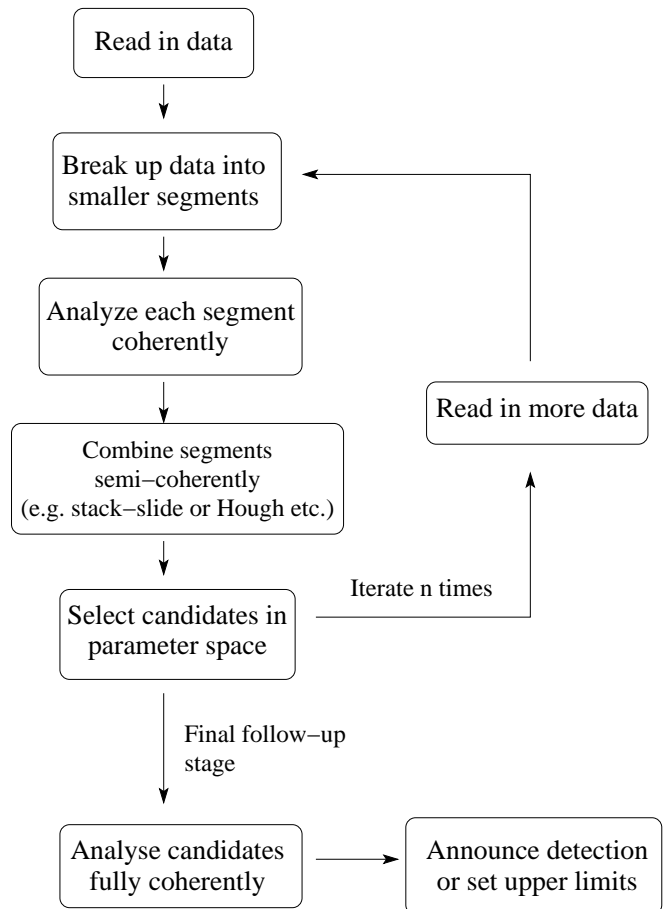 Read in data
Break up data into
smaller segments
Analyze each segment
coherently
Read in more data
Combine segments
semi−coherently
(e.g. stack−slide or Hough etc.)
Iterate n times
Select candidates in
parameter space
Final follow−up
stage
Analyse candidates
fully coherently
Announce detection
or set upper limits